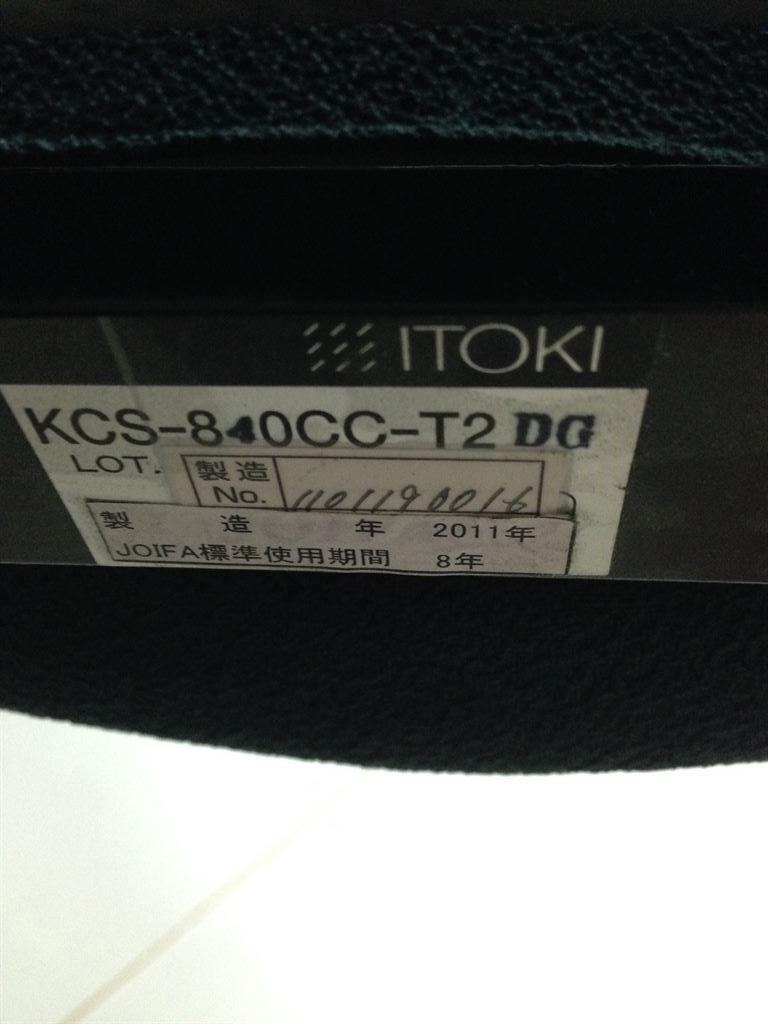 ITOKI
KCS-840CC-T2 DG
LOT.
製造
No. 1101190016
製造年 2011年
JOIFA標準使用期間 8年